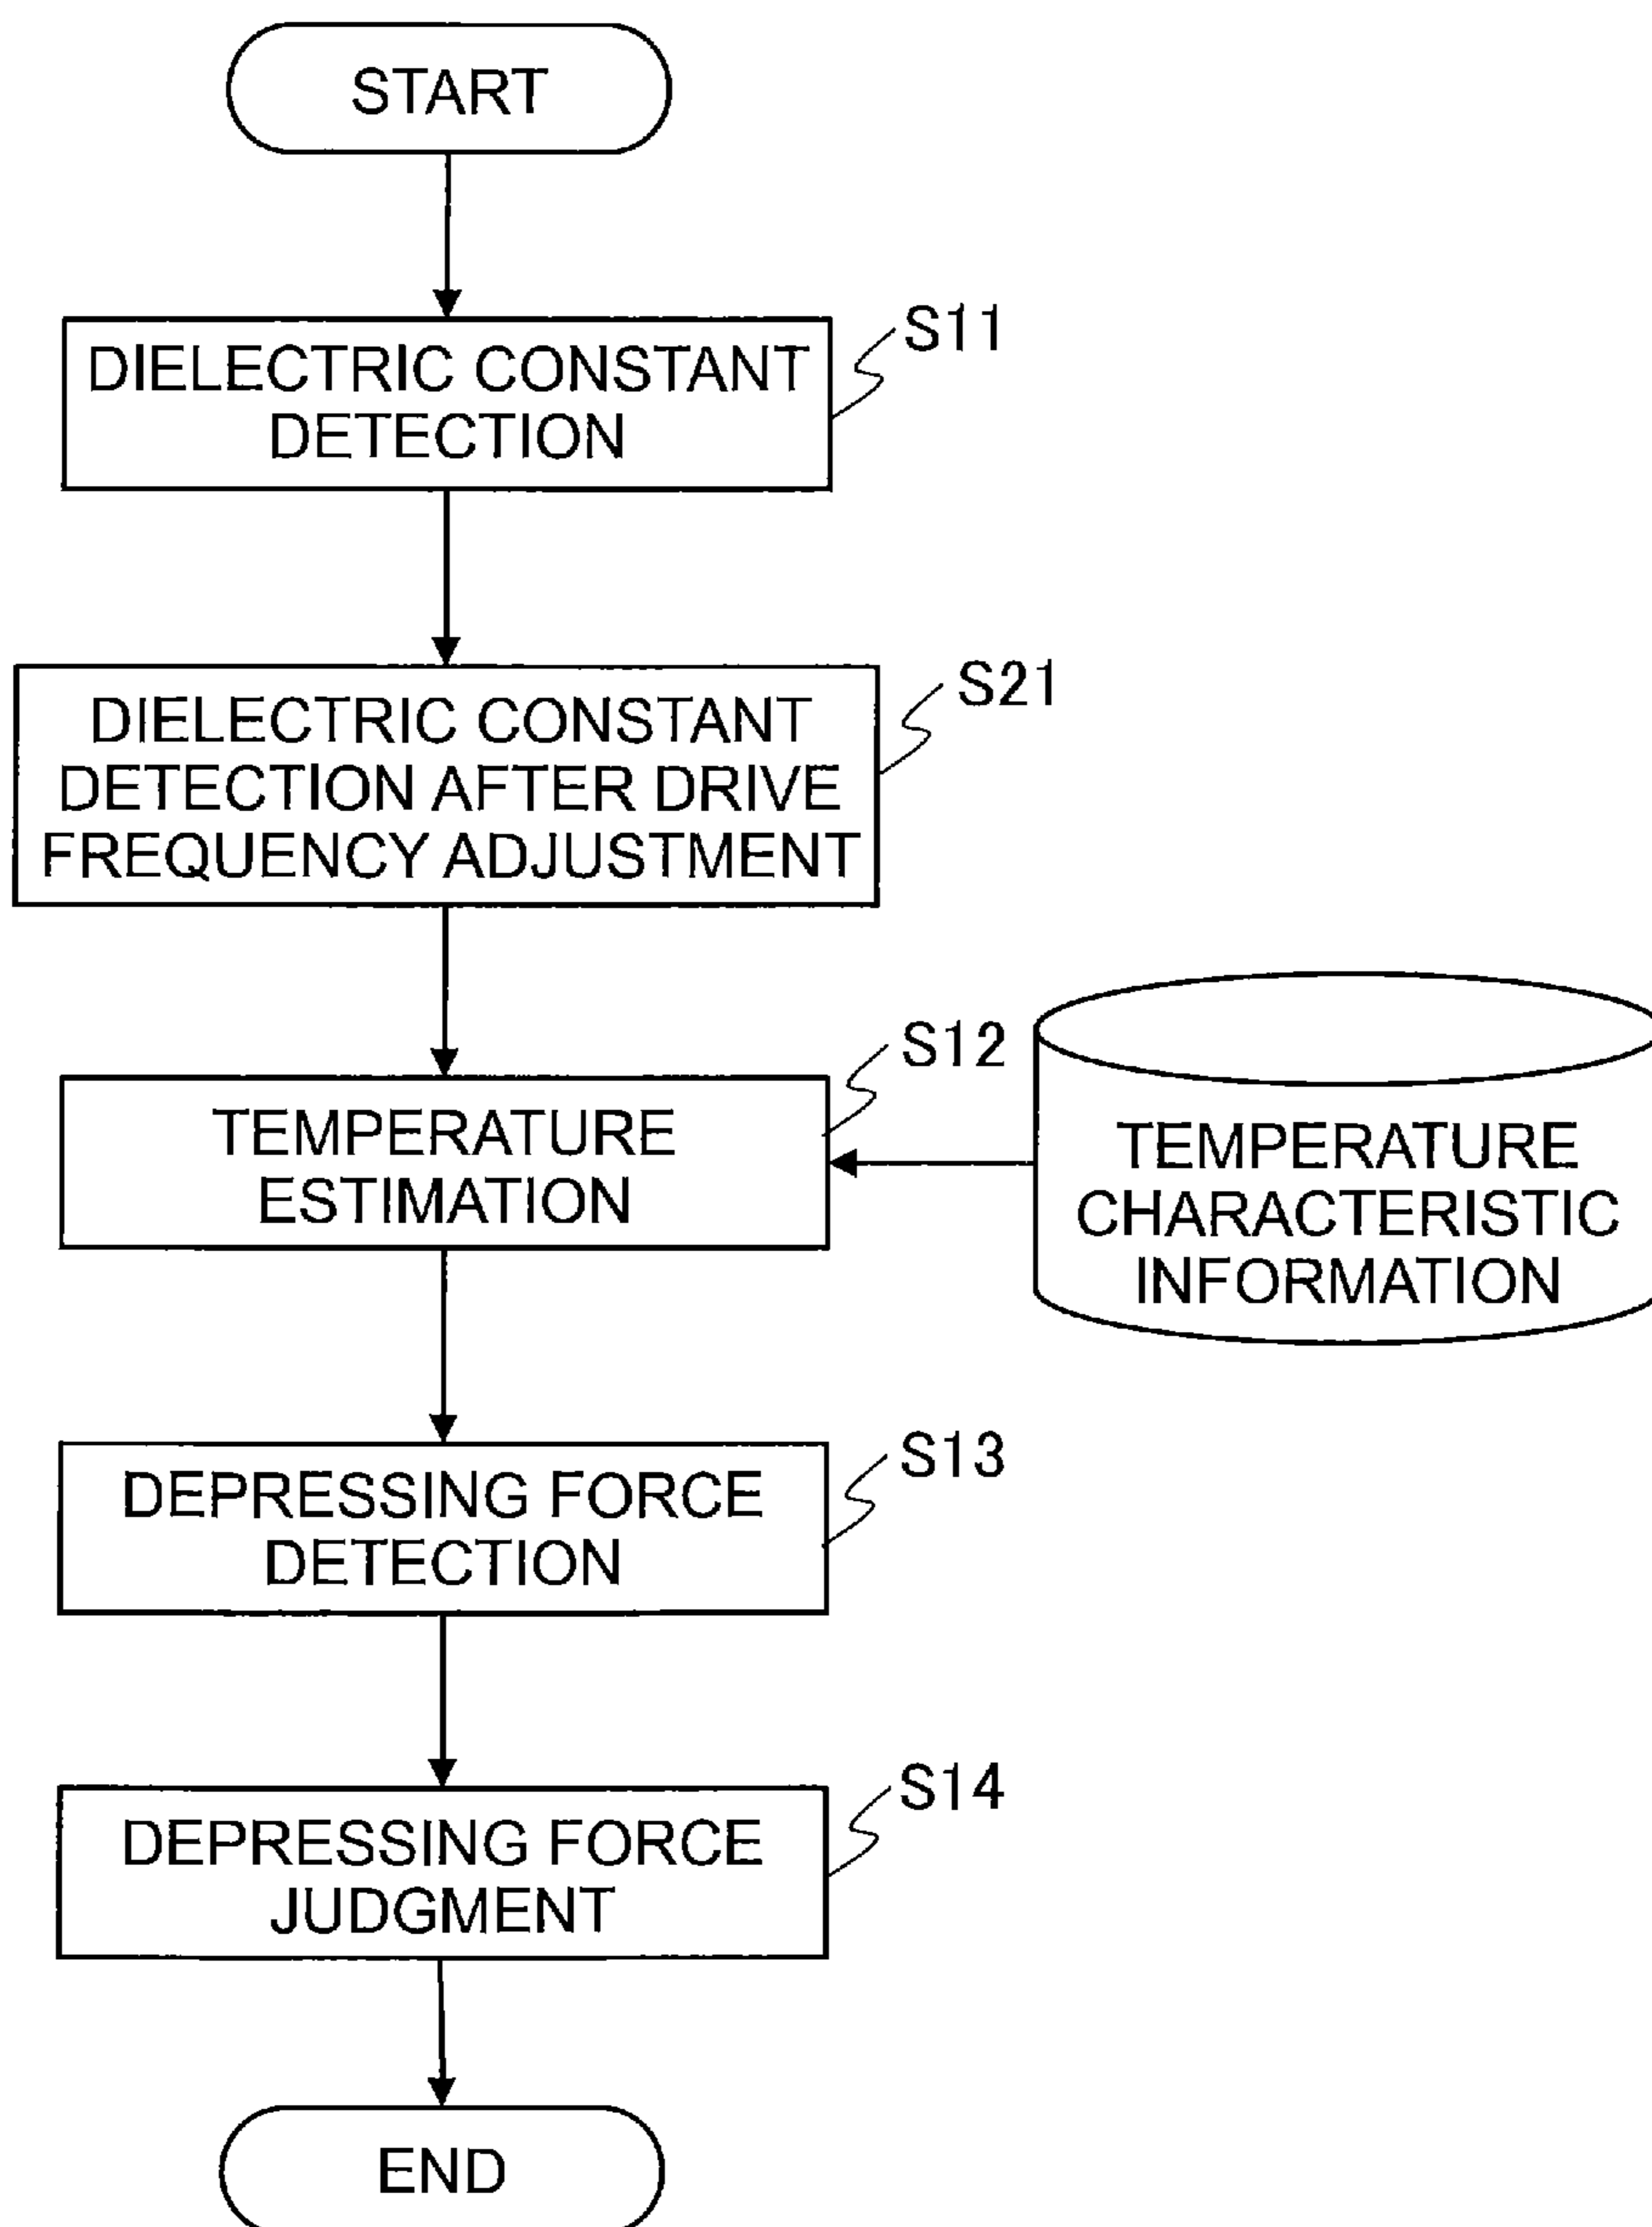 START
S11
DIELECTRIC CONSTANT
DETECTION
S21
DIELECTRIC CONSTANT
DETECTION AFTER DRIVE
FREQUENCY ADJUSTMENT
S12
TEMPERATURE
ESTIMATION
TEMPERATURE
CHARACTERISTIC
INFORMATION
S13
DEPRESSING FORCE
DETECTION
S14
DEPRESSING FORCE
JUDGMENT
END